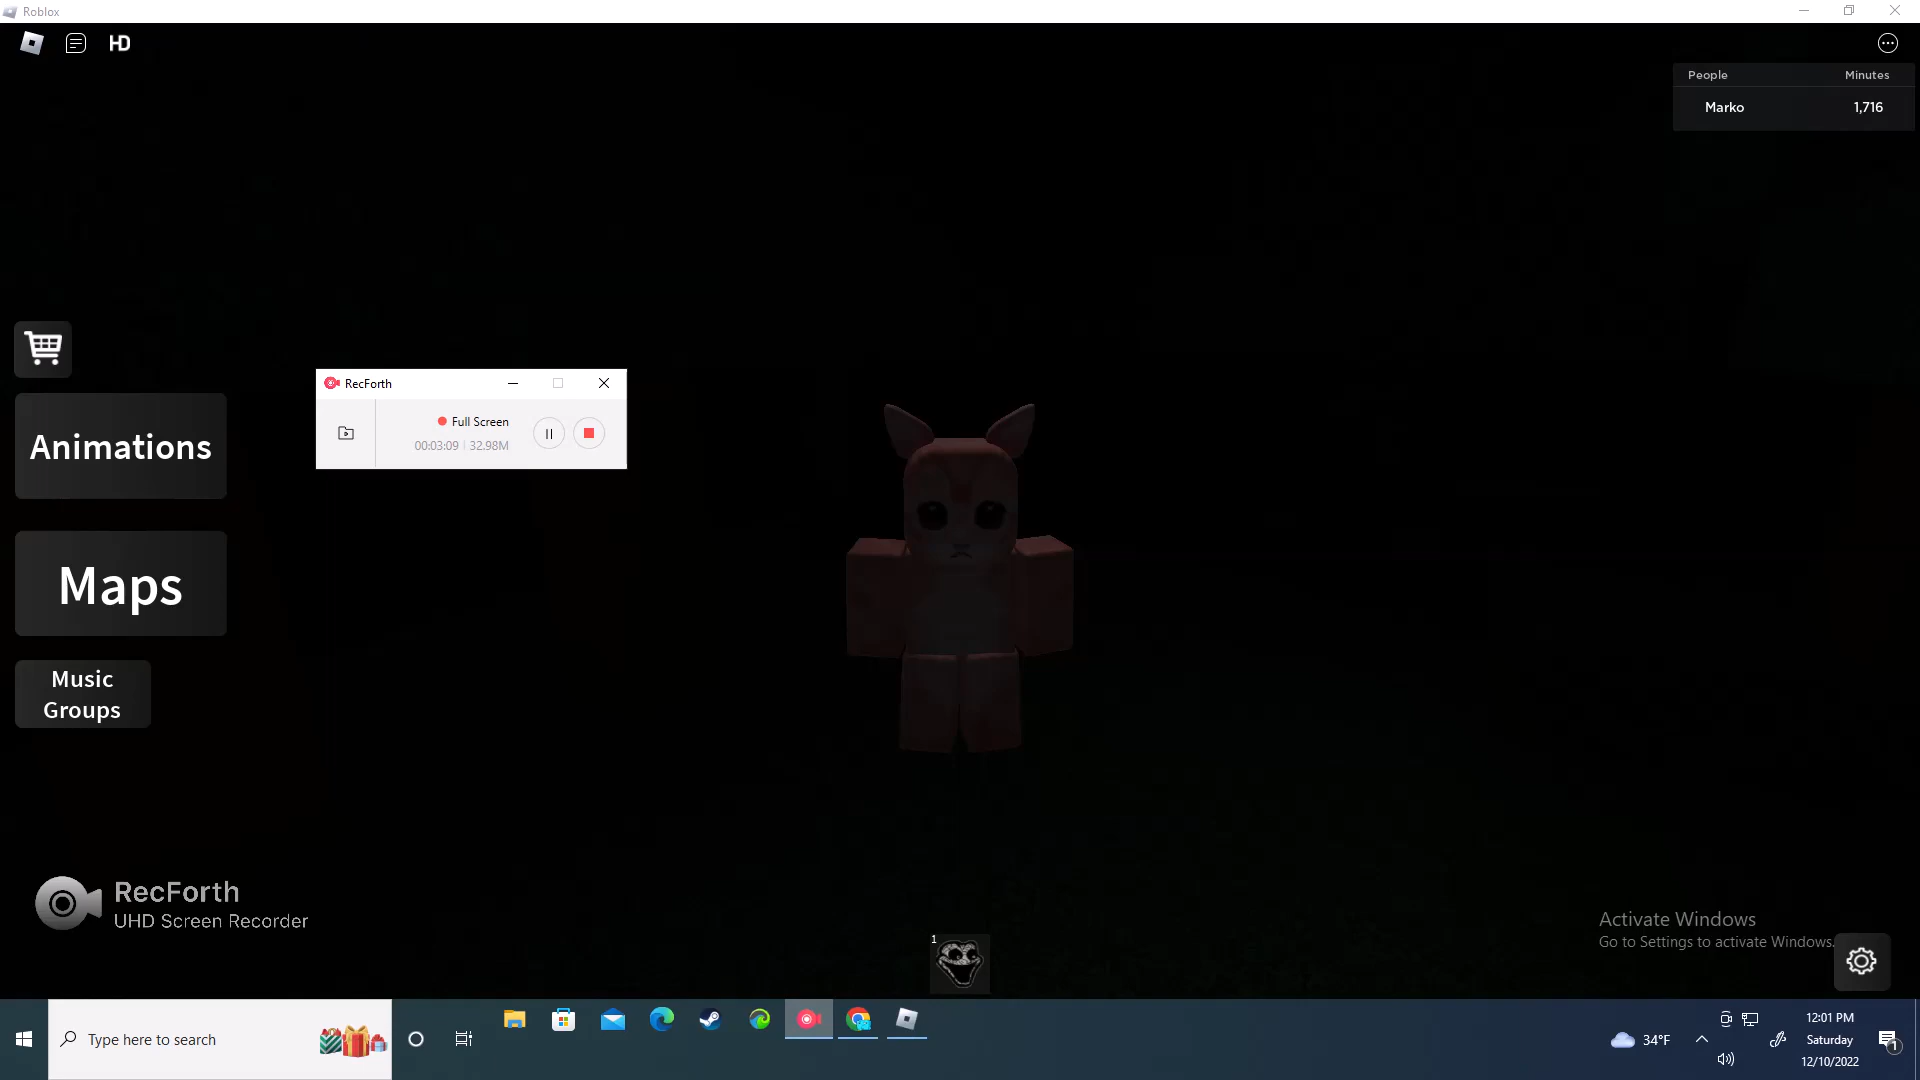 Roblox
HD
People Minutes
Marko 1,716
Animations
Maps
Music
Groups
RecForth
Full Screen
00:03:09 | 32.98M
RecForth
UHD Screen Recorder
Activate Windows
Go to Settings to activate Windows.
1
Type here to search
34°F
12:01 PM
Saturday
12/10/2022
1